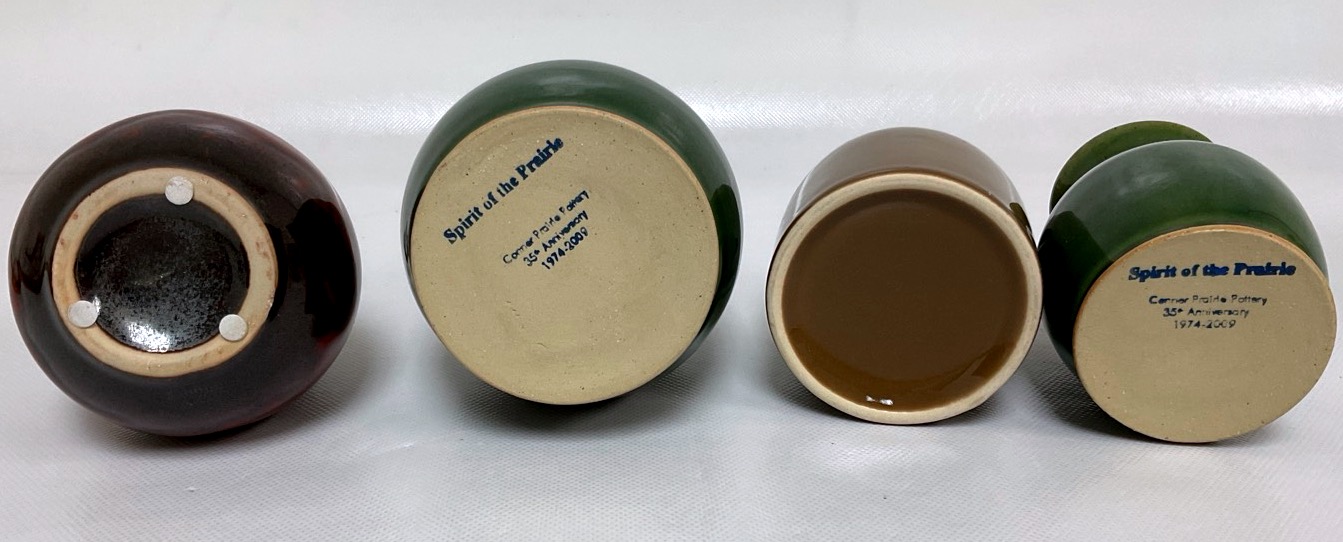 Spirit of the Prairie
Conner Prairie Pottery
35th Anniversary
1974-2009
Spirit of the Prairie
Conner Prairie Pottery
35th Anniversary
1974-2009